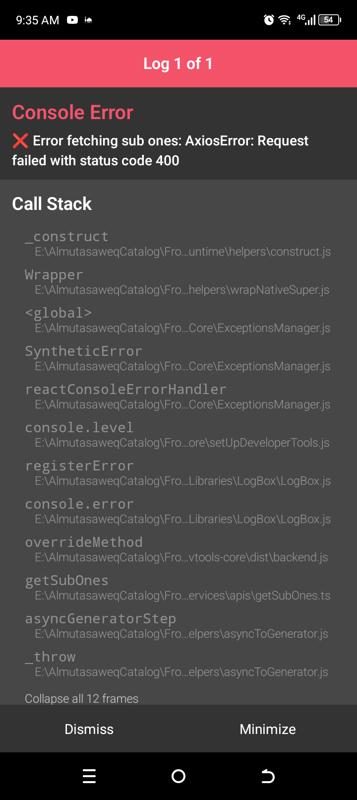 9:35 AM
4G
54
Log 1 of 1
Console Error
❌ Error fetching sub ones: AxiosError: Request
failed with status code 400
Call Stack
_construct
E:\AlmutasaweqCatalog\Fro...untime\helpers\construct.js
Wrapper
E:\AlmutasaweqCatalog\Fro...helpers\wrapNativeSuper.js
<global>
E:\AlmutasaweqCatalog\Fro...Core\ExceptionsManager.js
SyntheticError
E:\AlmutasaweqCatalog\Fro...Core\ExceptionsManager.js
reactConsoleErrorHandler
E:\AlmutasaweqCatalog\Fro...Core\ExceptionsManager.js
console.level
E:\AlmutasaweqCatalog\Fro...ore\setUpDeveloperTools.js
registerError
E:\AlmutasaweqCatalog\Fro...Libraries\LogBox\LogBox.js
console.error
E:\AlmutasaweqCatalog\Fro...Libraries\LogBox\LogBox.js
overrideMethod
E:\AlmutasaweqCatalog\Fro...vtools-core\dist\backend.js
getSubOnes
E:\AlmutasaweqCatalog\Fro...ervices\apis\getSubOnes.ts
asyncGeneratorStep
E:\AlmutasaweqCatalog\Fro...elpers\asyncToGenerator.js
_throw
E:\AlmutasaweqCatalog\Fro...elpers\asyncToGenerator.js
Collapse all 12 frames
Dismiss
Minimize